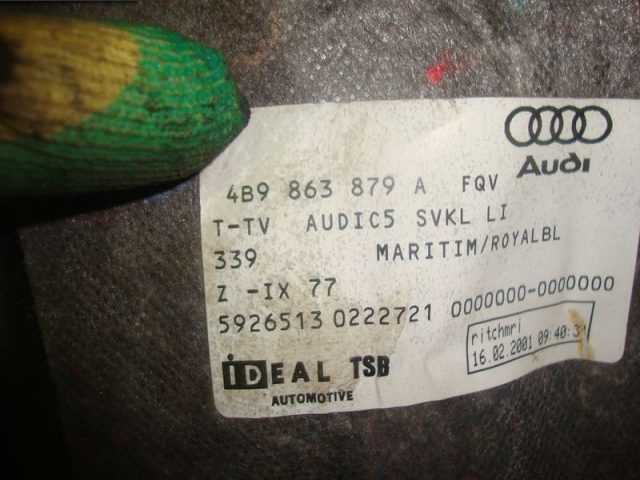 Audi
4B9 863 879 A FQV
T-TV AUDIC5 SVKL LI
339 MARITIM/ROYALBL
Z -IX 77
5926513 0222721 0000000-0000000
ritchmri
16.02.2001 09:40:3
IDEAL TSB
AUTOMOTIVE